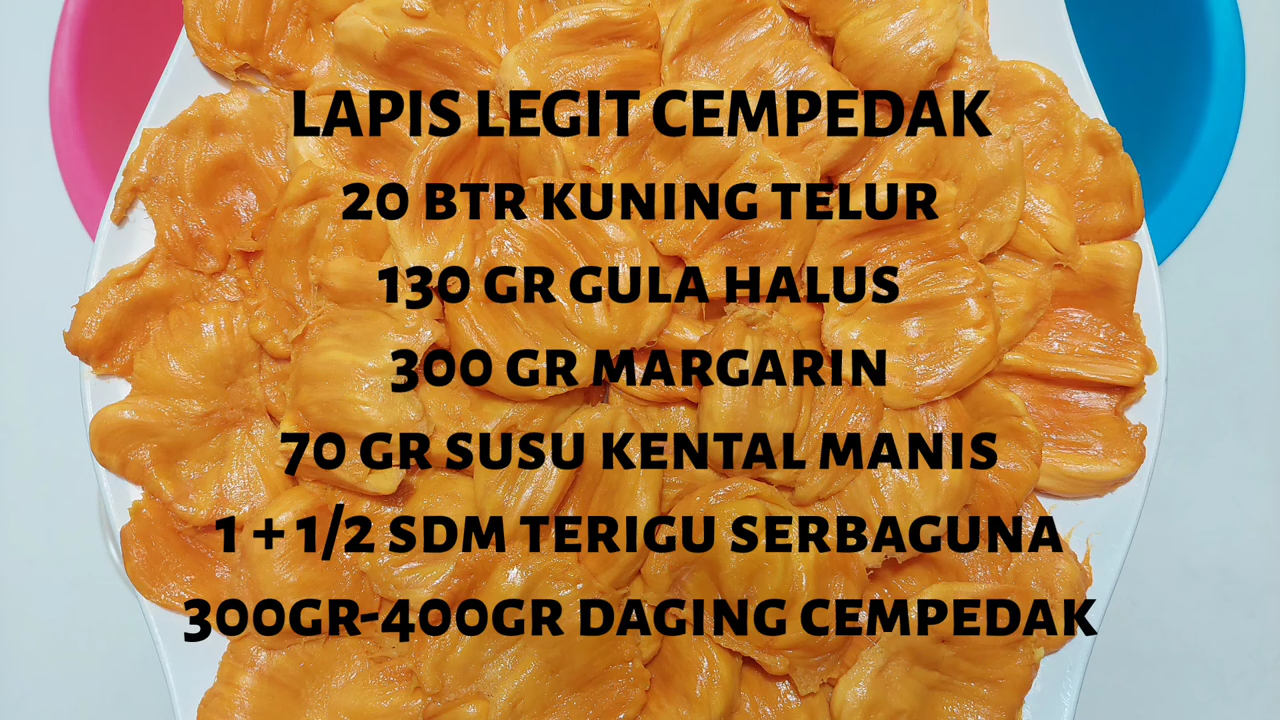 LAPIS LEGIT CEMPEDAK
20 BTR KUNING TELUR
130 GR GULA HALUS
300 GR MARGARIN
70 GR SUSU KENTAL MANIS
1 + 1/2 SDM TERIGU SERBAGUNA
300GR-400GR DAGING CEMPEDAK